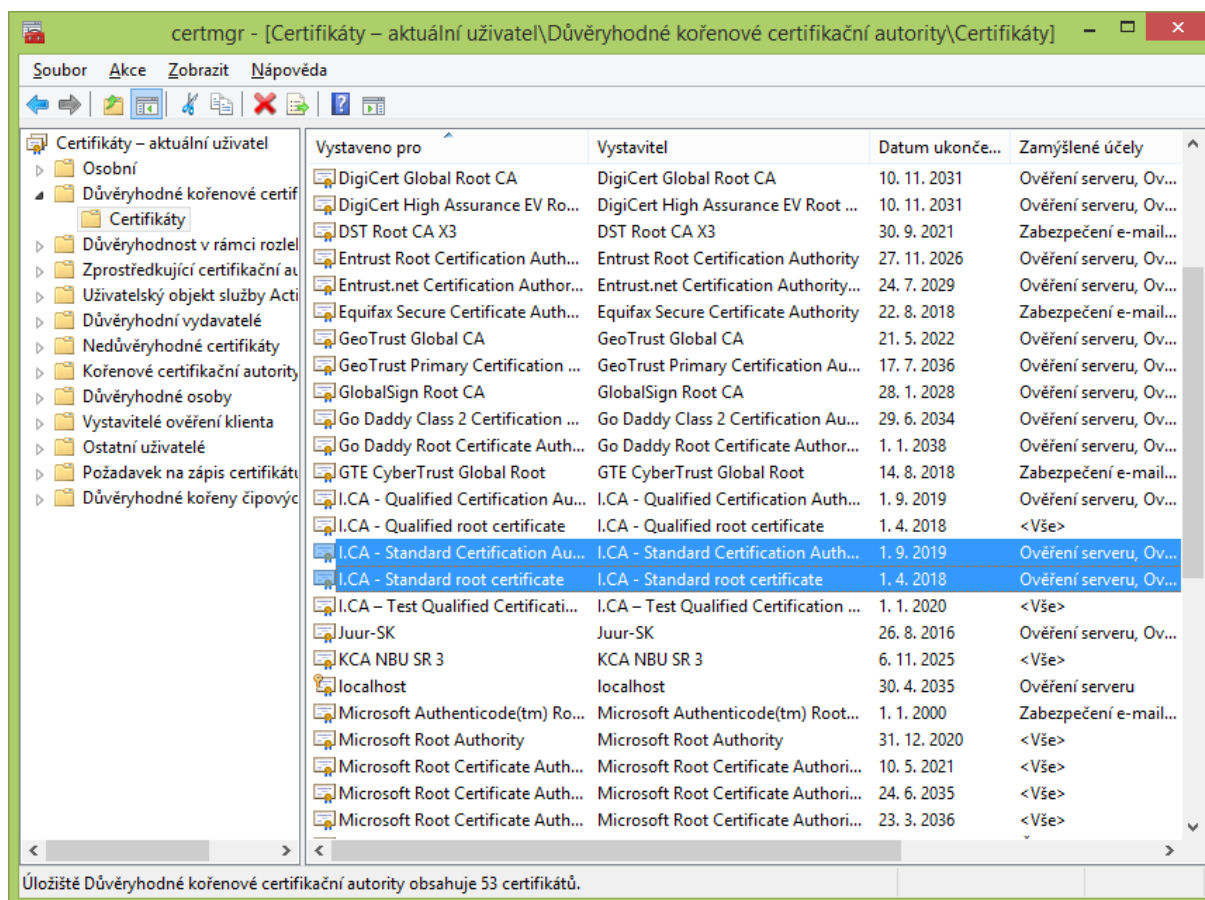 certmgr - [Certifikáty – aktuální uživatel\Důvěryhodné kořenové certifikační autority\Certifikáty]
Soubor Akce Zobrazit Nápověda
Certifikáty – aktuální uživatel
Osobní
Důvěryhodné kořenové certif
Certifikáty
Důvěryhodnost v rámci rozleh
Zprostředkující certifikační au
Uživatelský objekt služby Acti
Důvěryhodní vydavatelé
Nedůvěryhodné certifikáty
Kořenové certifikační autority
Důvěryhodné osoby
Vystavitelé ověření klienta
Ostatní uživatelé
Požadavek na zápis certifikátu
Důvěryhodné kořeny čipovýc
Vystaveno pro Vystavitel Datum ukonče... Zamýšlené účely
DigiCert Global Root CA DigiCert Global Root CA 10. 11. 2031 Ověření serveru, Ov...
DigiCert High Assurance EV Ro... DigiCert High Assurance EV Root ... 10. 11. 2031 Ověření serveru, Ov...
DST Root CA X3 DST Root CA X3 30. 9. 2021 Zabezpečení e-mail...
Entrust Root Certification Auth... Entrust Root Certification Authority 27. 11. 2026 Ověření serveru, Ov...
Entrust.net Certification Author... Entrust.net Certification Authority... 24. 7. 2029 Ověření serveru, Ov...
Equifax Secure Certificate Auth... Equifax Secure Certificate Authority 22. 8. 2018 Zabezpečení e-mail...
GeoTrust Global CA GeoTrust Global CA 21. 5. 2022 Ověření serveru, Ov...
GeoTrust Primary Certification ... GeoTrust Primary Certification Au... 17. 7. 2036 Ověření serveru, Ov...
GlobalSign Root CA GlobalSign Root CA 28. 1. 2028 Ověření serveru, Ov...
Go Daddy Class 2 Certification ... Go Daddy Class 2 Certification Au... 29. 6. 2034 Ověření serveru, Ov...
Go Daddy Root Certificate Auth... Go Daddy Root Certificate Author... 1. 1. 2038 Ověření serveru, Ov...
GTE CyberTrust Global Root GTE CyberTrust Global Root 14. 8. 2018 Zabezpečení e-mail...
I.CA - Qualified Certification Au... I.CA - Qualified Certification Auth... 1. 9. 2019 Ověření serveru, Ov...
I.CA - Qualified root certificate I.CA - Qualified root certificate 1. 4. 2018 <Vše>
I.CA - Standard Certification Au... I.CA - Standard Certification Auth... 1. 9. 2019 Ověření serveru, Ov...
I.CA - Standard root certificate I.CA - Standard root certificate 1. 4. 2018 Ověření serveru, Ov...
I.CA – Test Qualified Certificati... I.CA – Test Qualified Certification ... 1. 1. 2020 <Vše>
Juur-SK Juur-SK 26. 8. 2016 Ověření serveru, Ov...
KCA NBU SR 3 KCA NBU SR 3 6. 11. 2025 <Vše>
localhost localhost 30. 4. 2035 Ověření serveru
Microsoft Authenticode(tm) Ro... Microsoft Authenticode(tm) Root... 1. 1. 2000 Zabezpečení e-mail...
Microsoft Root Authority Microsoft Root Authority 31. 12. 2020 <Vše>
Microsoft Root Certificate Auth... Microsoft Root Certificate Authori... 10. 5. 2021 <Vše>
Microsoft Root Certificate Auth... Microsoft Root Certificate Authori... 24. 6. 2035 <Vše>
Microsoft Root Certificate Auth... Microsoft Root Certificate Authori... 23. 3. 2036 <Vše>
Úložiště Důvěryhodné kořenové certifikační autority obsahuje 53 certifikátů.